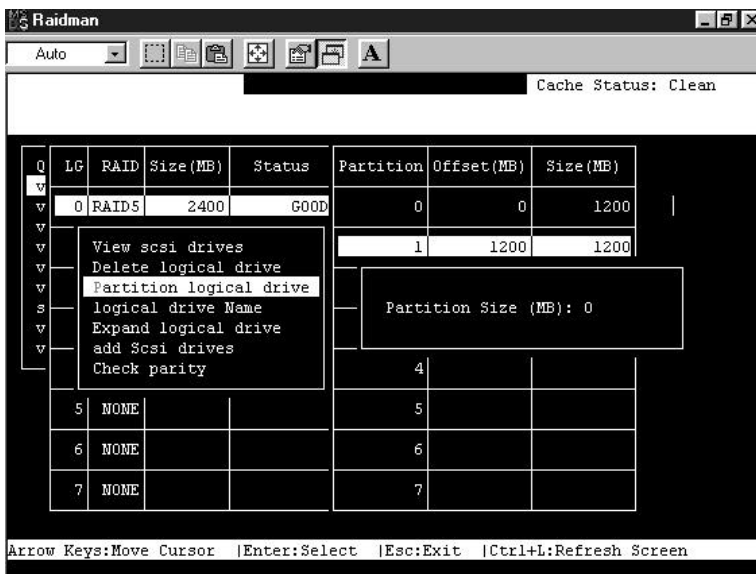 Raidman
Auto
A
Cache Status: Clean
Q LG RAID Size(MB) Status Partition Offset(MB) Size(MB)
v
v 0 RAID5 2400 GOOD 0 0 1200
v
v View scsi drives 1 1200 1200
v Delete logical drive
v Partition logical drive
s logical drive Name Partition Size (MB): 0
v Expand logical drive
v add Scsi drives
Check parity 4
5 NONE 5
6 NONE 6
7 NONE 7
Arrow Keys:Move Cursor |Enter:Select |Esc:Exit |Ctrl+L:Refresh Screen